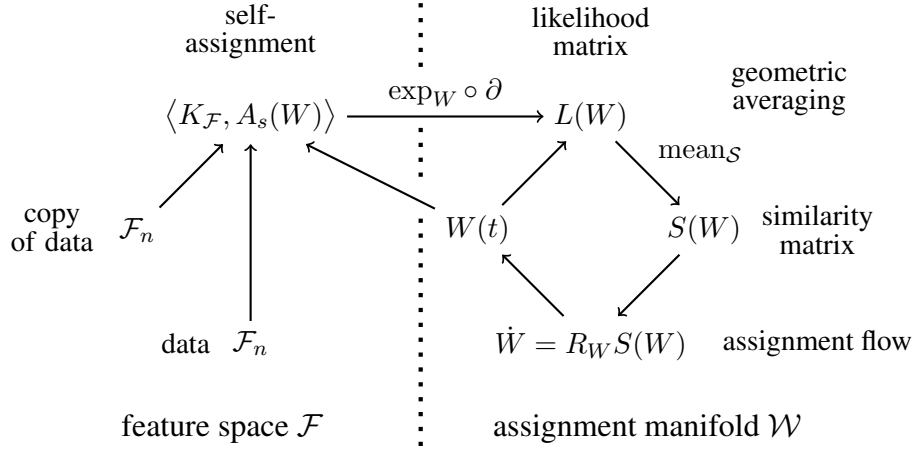 self-
assignment
likelihood
matrix
geometric
averaging
⟨K_ℱ, A_s(W)⟩
exp_W ∘ ∂
L(W)
mean_𝒮
copy
of data
ℱ_n
W(t)
S(W)
similarity
matrix
data ℱ_n
Ẇ = R_W S(W)
assignment flow
feature space ℱ
assignment manifold 𝒲